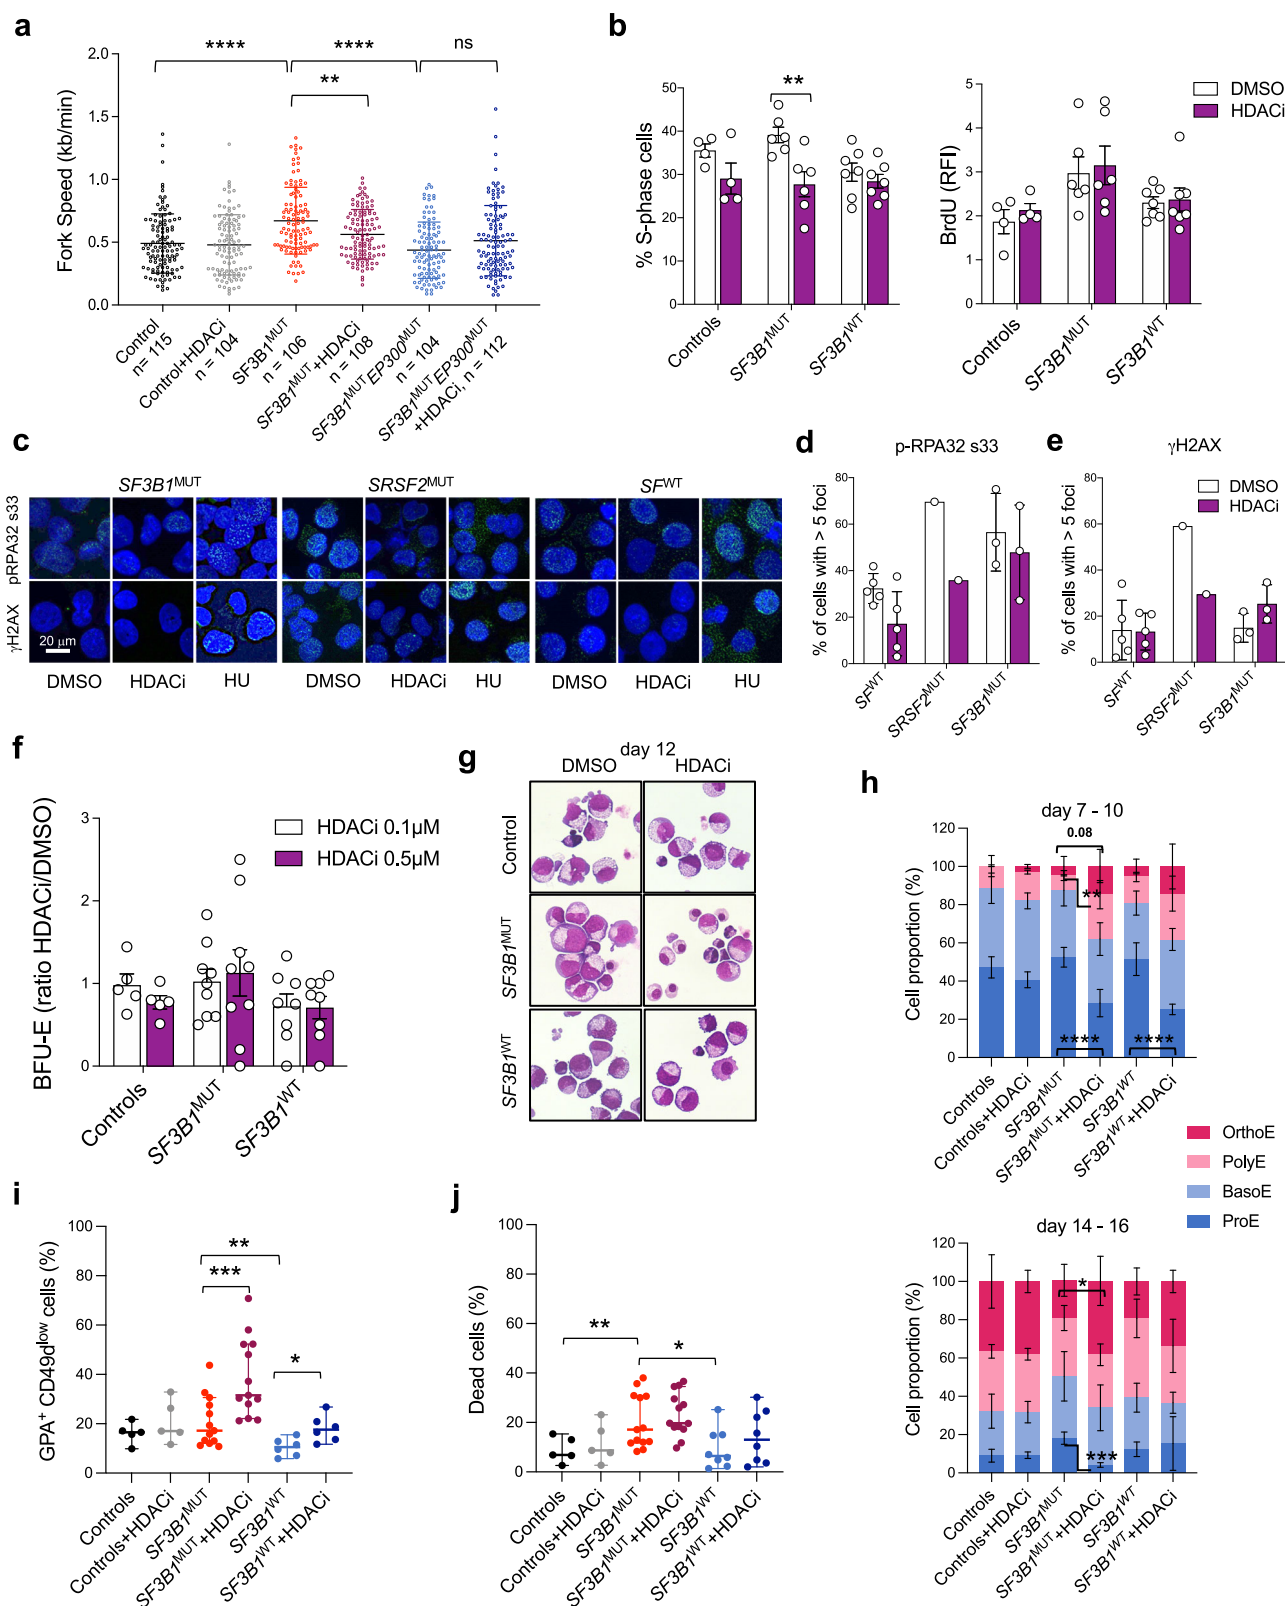 a
****
****
ns
**
Fork Speed (kb/min)
2.0
1.5
1.0
0.5
0.0
Control
n= 115
Control+HDACi
n = 104
SF3B1MUT
n = 106
SF3B1MUT+HDACi
n = 108
SF3B1MUTEP300MUT
n = 104
SF3B1MUTEP300MUT
+HDACi, n = 112
b
% S-phase cells
50
40
30
20
0
**
Controls
SF3B1MUT
SF3B1WT
BrdU (RFI)
5
4
3
2
1
0
Controls
SF3B1MUT
SF3B1WT
DMSO
HDACi
c
SF3B1MUT
SRSF2MUT
SFWT
pRPA32 s33
γH2AX
20 µm
DMSO
HDACi
HU
DMSO
HDACi
HU
DMSO
HDACi
HU
d
p-RPA32 s33
% of cells with > 5 foci
80
60
40
20
0
SFWT
SRSF2MUT
SF3B1MUT
e
γH2AX
% of cells with > 5 foci
80
60
40
20
0
SFWT
SRSF2MUT
SF3B1MUT
DMSO
HDACi
f
BFU-E (ratio HDACi/DMSO)
3
2
1
0
HDACi 0.1µM
HDACi 0.5µM
Controls
SF3B1MUT
SF3B1WT
g
day 12
DMSO
HDACi
Control
SF3B1MUT
SF3B1WT
h
day 7 - 10
Cell proportion (%)
120
100
80
60
40
20
0
0.08
**
****
****
Controls
Controls+HDACi
SF3B1MUT
SF3B1MUT+HDACi
SF3B1WT
SF3B1WT+HDACi
OrthoE
PolyE
BasoE
ProE
day 14 - 16
Cell proportion (%)
120
100
80
60
40
20
0
*
***
Controls
Controls+HDACi
SF3B1MUT
SF3B1MUT+HDACi
SF3B1WT
SF3B1WT+HDACi
i
GPA+ CD49dlow cells (%)
100
80
60
40
20
0
**
***
*
Controls
Controls+HDACi
SF3B1MUT
SF3B1MUT+HDACi
SF3B1WT
SF3B1WT+HDACi
j
Dead cells (%)
100
80
60
40
20
0
**
*
Controls
Controls+HDACi
SF3B1MUT
SF3B1MUT+HDACi
SF3B1WT
SF3B1WT+HDACi